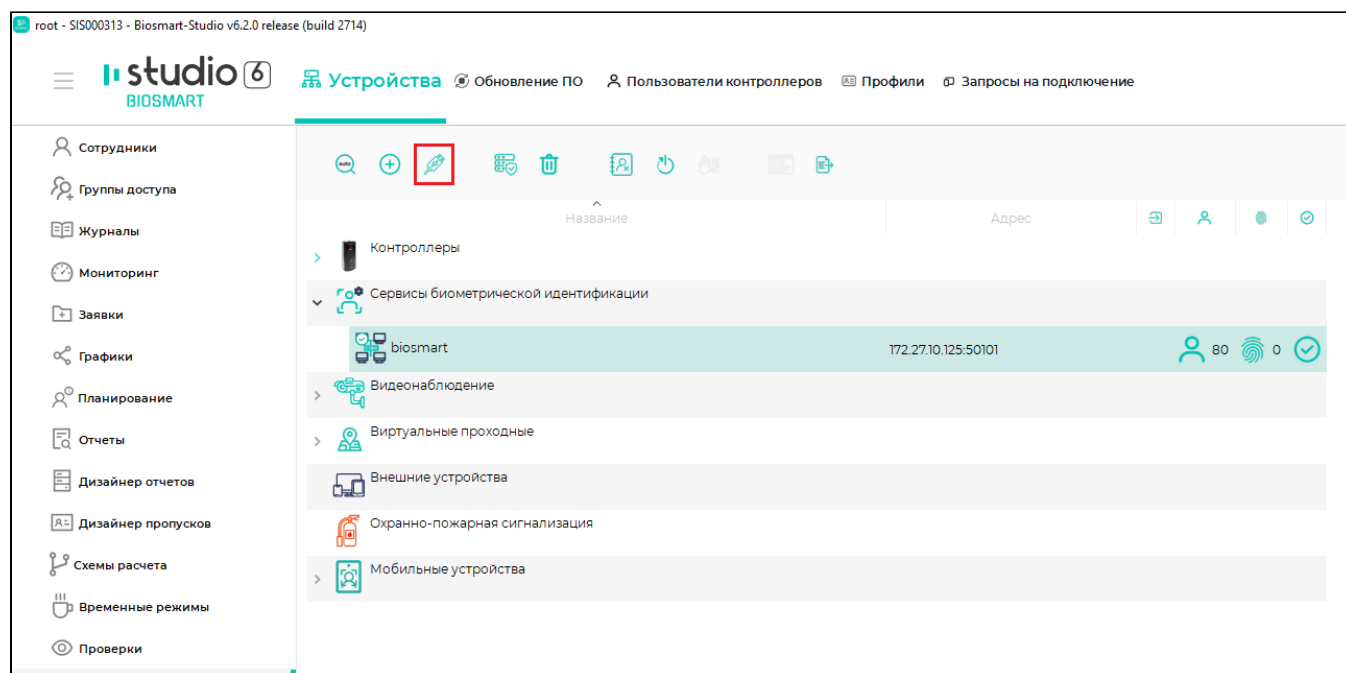 root - SIS000313 - Biosmart-Studio v6.2.0 release (build 2714)
studio 6
BIOSMART
Устройства Обновление ПО Пользователи контроллеров Профили Запросы на подключение
Сотрудники
Группы доступа
Журналы
Мониторинг
Заявки
Графики
Планирование
Отчеты
Дизайнер отчетов
Дизайнер пропусков
Схемы расчета
Временные режимы
Проверки
auto
Название Адрес
Контроллеры
Сервисы биометрической идентификации
biosmart 172.27.10.125:50101 80 0
Видеонаблюдение
Виртуальные проходные
Внешние устройства
Охранно-пожарная сигнализация
Мобильные устройства